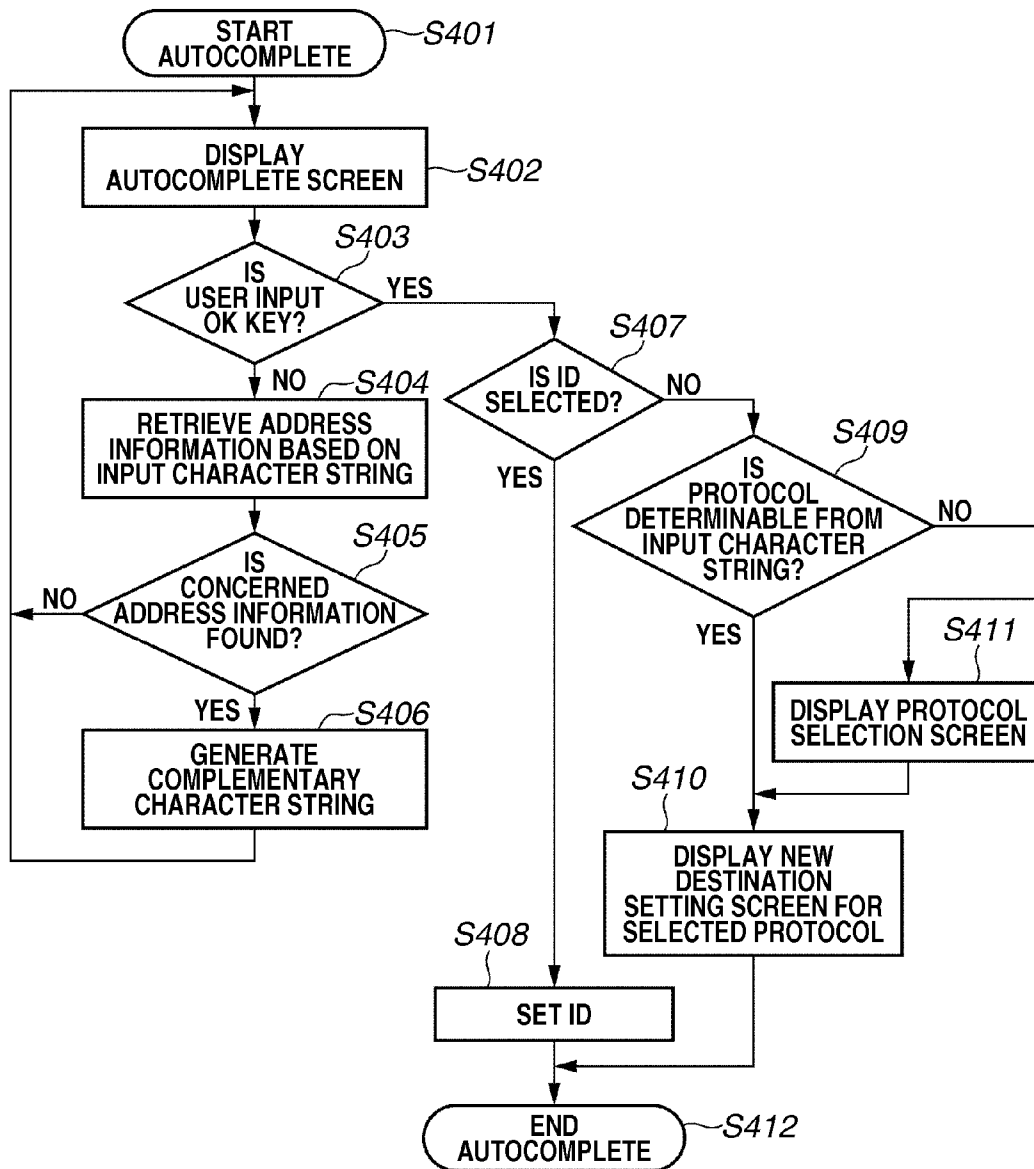 START
AUTOCOMPLETE
S401
DISPLAY
AUTOCOMPLETE SCREEN
S402
IS
USER INPUT
OK KEY?
S403
YES
NO
RETRIEVE ADDRESS
INFORMATION BASED ON
INPUT CHARACTER STRING
S404
IS
CONCERNED
ADDRESS INFORMATION
FOUND?
S405
NO
YES
GENERATE
COMPLEMENTARY
CHARACTER STRING
S406
IS ID
SELECTED?
S407
NO
YES
IS
PROTOCOL
DETERMINABLE FROM
INPUT CHARACTER
STRING?
S409
NO
YES
S411
DISPLAY PROTOCOL
SELECTION SCREEN
S410
DISPLAY NEW
DESTINATION
SETTING SCREEN FOR
SELECTED PROTOCOL
S408
SET ID
END
AUTOCOMPLETE
S412